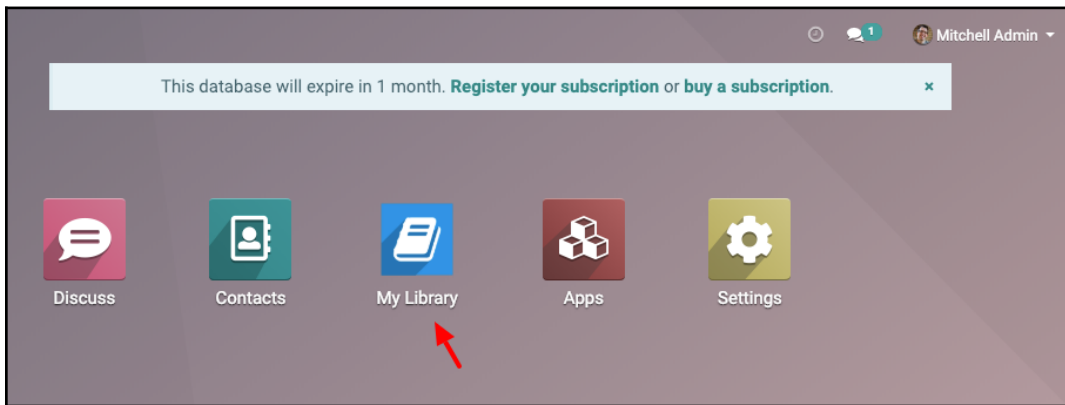 1
Mitchell Admin
This database will expire in 1 month. Register your subscription or buy a subscription. ×
Discuss
Contacts
My Library
Apps
Settings